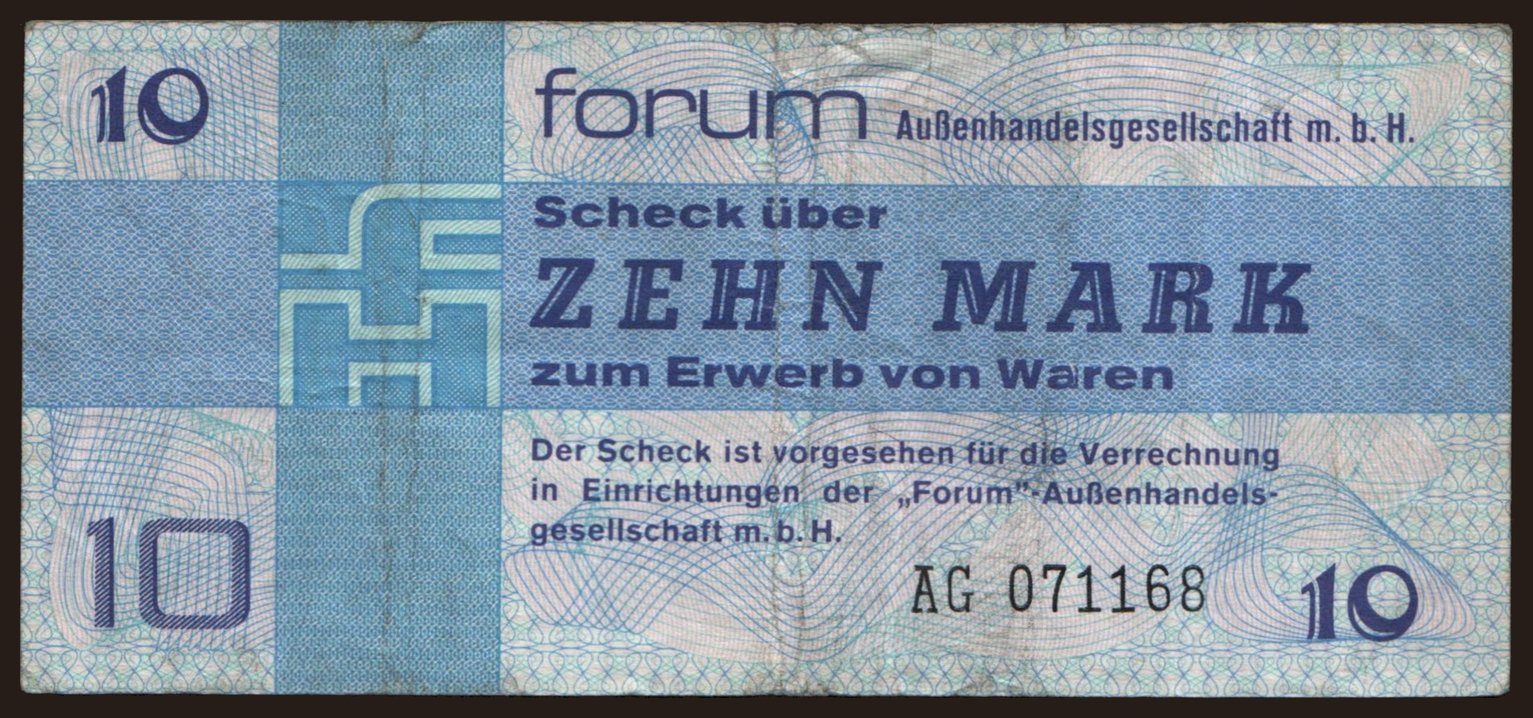 10
forum Außenhandelsgesellschaft m. b. H.
Scheck über
ZEHN MARK
zum Erwerb von Waren
Der Scheck ist vorgesehen für die Verrechnung
in Einrichtungen der „Forum”-Außenhandels-
gesellschaft m. b. H.
10
AG 071168
10